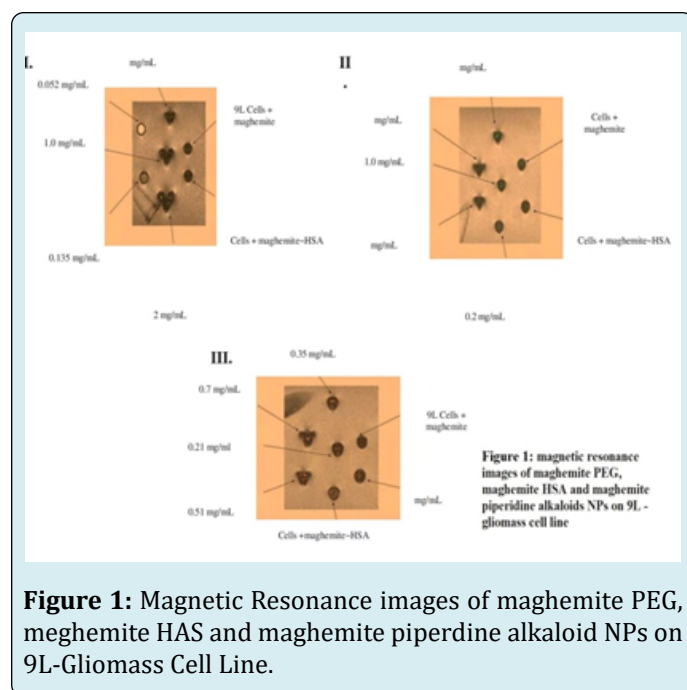 I.
mg/mL
0.052 mg/mL
9L Cells +
maghemite
1.0 mg/mL
Cells + maghemite-HSA
0.135 mg/mL
2 mg/mL
II
.
mg/mL
mg/mL
Cells +
maghemite
1.0 mg/mL
mg/mL
Cells + maghemite-HSA
0.2 mg/mL
III.
0.35 mg/mL
0.7 mg/mL
9L Cells +
maghemite
0.21 mg/ml
mg/mL
0.51 mg/mL
Cells +maghemite-HSA
Figure 1: magnetic resonance
images of maghemite PEG,
maghemite HSA and maghemite
piperidine alkaloids NPs on 9L -
gliomass cell line
Figure 1: Magnetic Resonance images of maghemite PEG,
meghemite HAS and maghemite piperdine alkaloid NPs on
9L-Gliomass Cell Line.